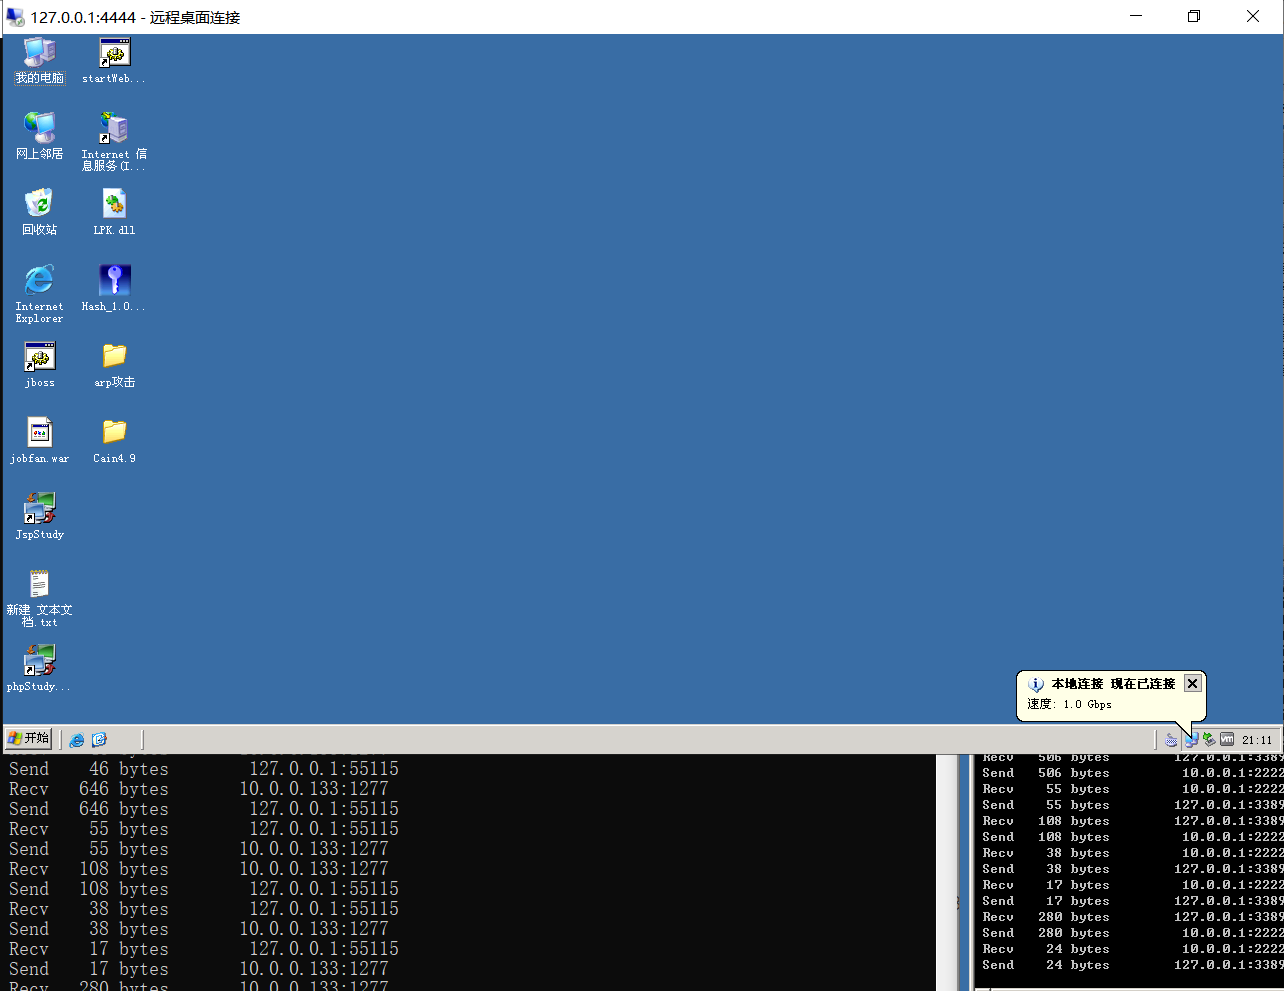 127.0.0.1:4444 - 远程桌面连接
我的电脑
startWeb...
网上邻居
Internet 信
息服务(I...
回收站
LPK.dll
Internet
Explorer
Hash_1.0...
jboss
arp攻击
jobfan.war
Cain4.9
JspStudy
新建 文本文
档.txt
phpStudy...
本地连接 现在已连接
速度: 1.0 Gbps
开始
21:11
Send 46 bytes 127.0.0.1:55115
Recv 646 bytes 10.0.0.133:1277
Send 646 bytes 127.0.0.1:55115
Recv 55 bytes 127.0.0.1:55115
Send 55 bytes 10.0.0.133:1277
Recv 108 bytes 10.0.0.133:1277
Send 108 bytes 127.0.0.1:55115
Recv 38 bytes 127.0.0.1:55115
Send 38 bytes 10.0.0.133:1277
Recv 17 bytes 127.0.0.1:55115
Send 17 bytes 10.0.0.133:1277
Recv 280 bytes 10.0.0.133:1277
Recv 506 bytes 127.0.0.1:3389
Send 506 bytes 10.0.0.1:2222
Recv 55 bytes 10.0.0.1:2222
Send 55 bytes 127.0.0.1:3389
Recv 108 bytes 127.0.0.1:3389
Send 108 bytes 10.0.0.1:2222
Recv 38 bytes 10.0.0.1:2222
Send 38 bytes 127.0.0.1:3389
Recv 17 bytes 10.0.0.1:2222
Send 17 bytes 127.0.0.1:3389
Recv 280 bytes 127.0.0.1:3389
Send 280 bytes 10.0.0.1:2222
Recv 24 bytes 10.0.0.1:2222
Send 24 bytes 127.0.0.1:3389